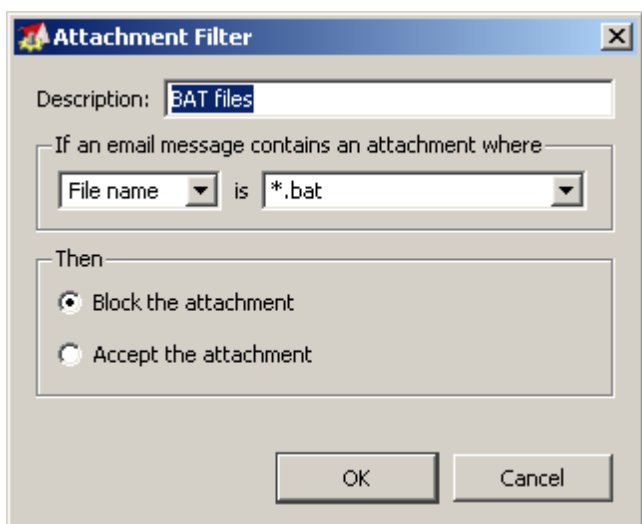 Attachment Filter
Description: BAT files
If an email message contains an attachment where
File name is *.bat
Then
Block the attachment
Accept the attachment
OK Cancel